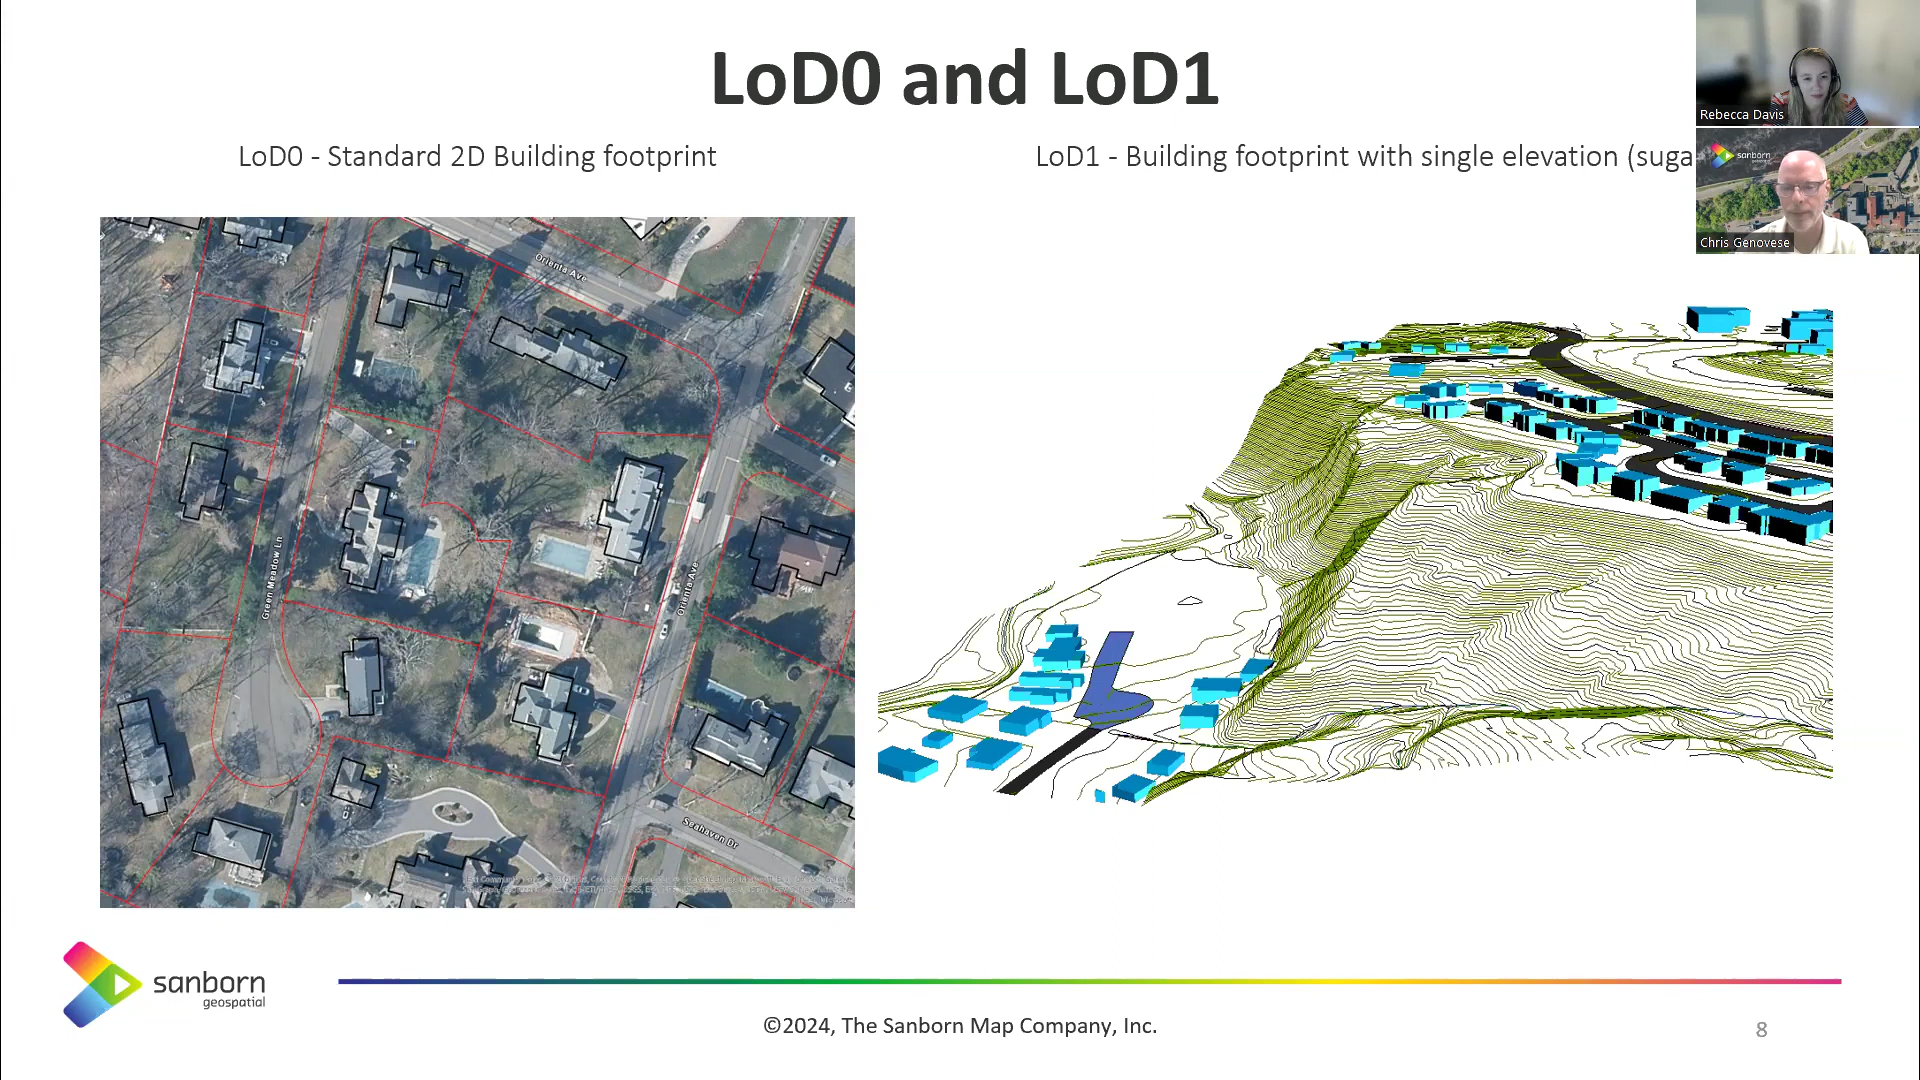 LoD0 and LoD1
LoD0 - Standard 2D Building footprint
LoD1 - Building footprint with single elevation (suga
Rebecca Davis
sanborn
Chris Genovese
Orienta Ave
Green Meadow Ln
Orienta Ave
Seahaven Dr
sanborn
geospatial
©2024, The Sanborn Map Company, Inc.
8